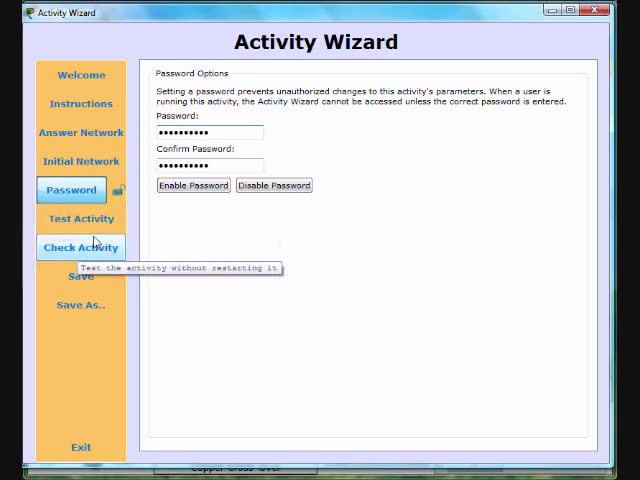 Activity Wizard
Activity Wizard
Welcome
Instructions
Answer Network
Initial Network
Password
Test Activity
Check Activity
Test the activity without restarting it
Save
Save As..
Exit
Password Options
Setting a password prevents unauthorized changes to this activity's parameters. When a user is
running this activity, the Activity Wizard cannot be accessed unless the correct password is entered.
Password:
••••••••••
Confirm Password:
••••••••••
Enable Password Disable Password
Copper Cross-Over